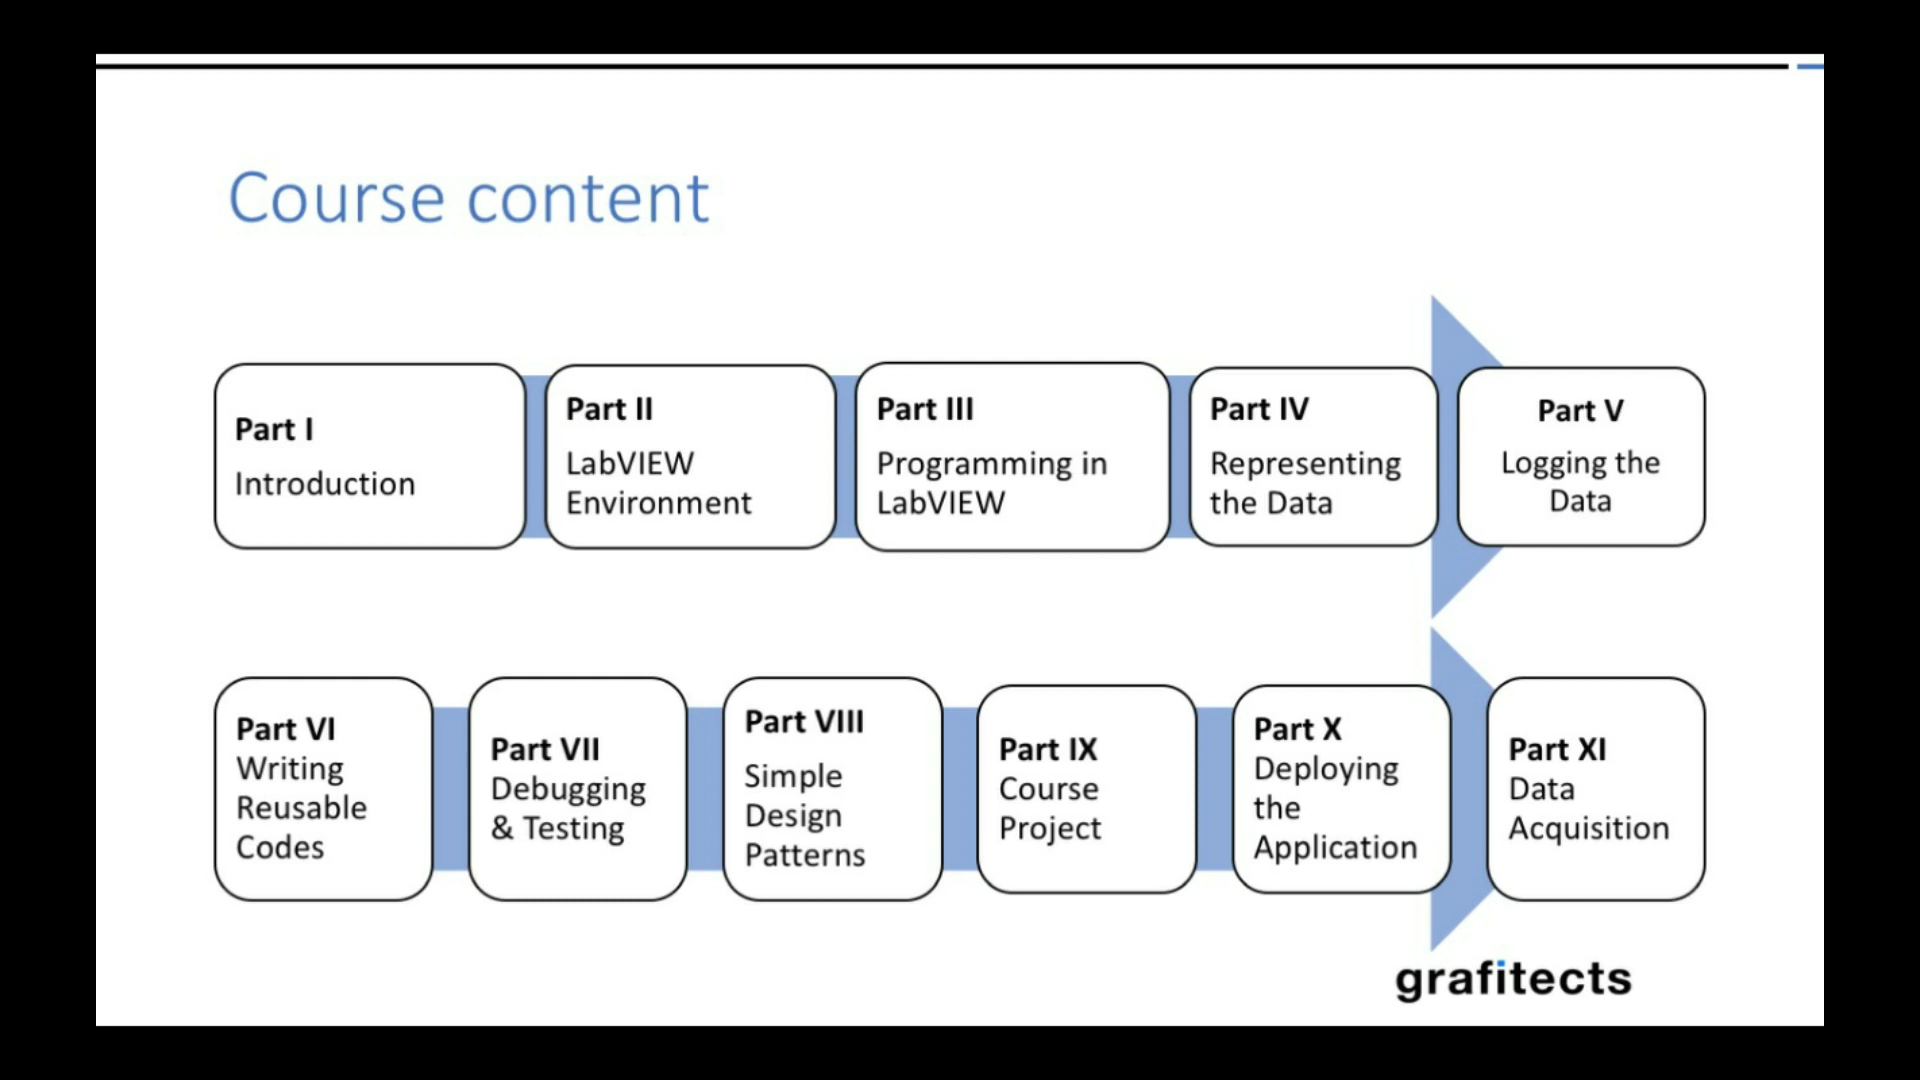 Course content
Part I
Introduction
Part II
LabVIEW
Environment
Part III
Programming in
LabVIEW
Part IV
Representing
the Data
Part V
Logging the
Data
Part VI
Writing
Reusable
Codes
Part VII
Debugging
& Testing
Part VIII
Simple
Design
Patterns
Part IX
Course
Project
Part X
Deploying
the
Application
Part XI
Data
Acquisition
grafitects